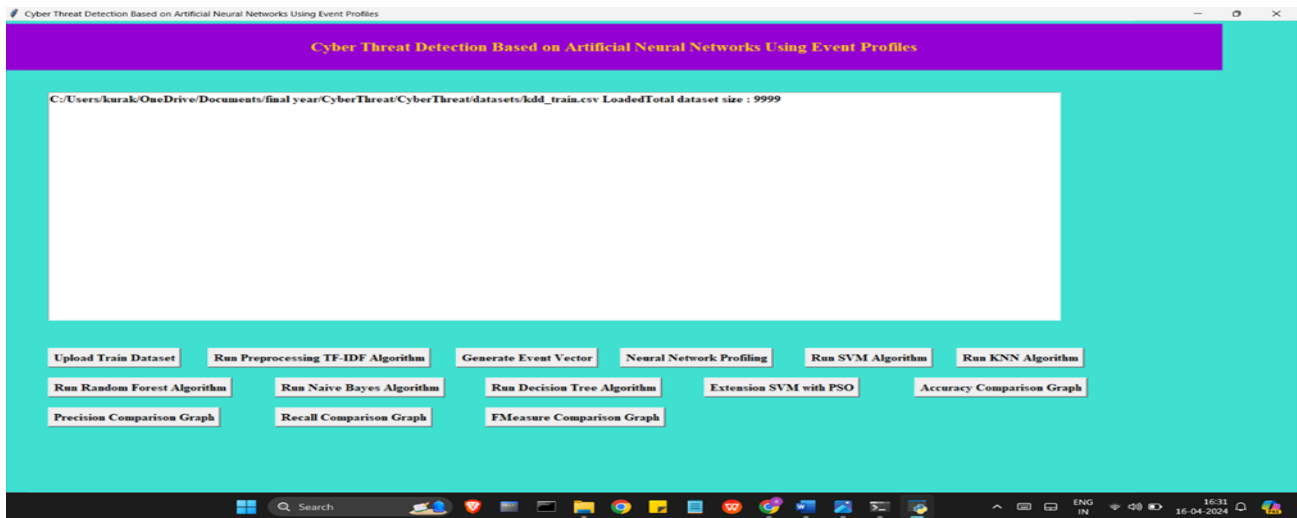 Cyber Threat Detection Based on Artificial Neural Networks Using Event Profiles
Cyber Threat Detection Based on Artificial Neural Networks Using Event Profiles
C:/Users/kurak/OneDrive/Documents/final year/CyberThreat/CyberThreat/datasets/kdd_train.csv LoadedTotal dataset size : 9999
Upload Train Dataset Run Preprocessing TF-IDF Algorithm Generate Event Vector Neural Network Profiling Run SVM Algorithm Run KNN Algorithm
Run Random Forest Algorithm Run Naive Bayes Algorithm Run Decision Tree Algorithm Extension SVM with PSO Accuracy Comparison Graph
Precision Comparison Graph Recall Comparison Graph FMeasure Comparison Graph
Search ENG 16:31
IN 16-04-2024